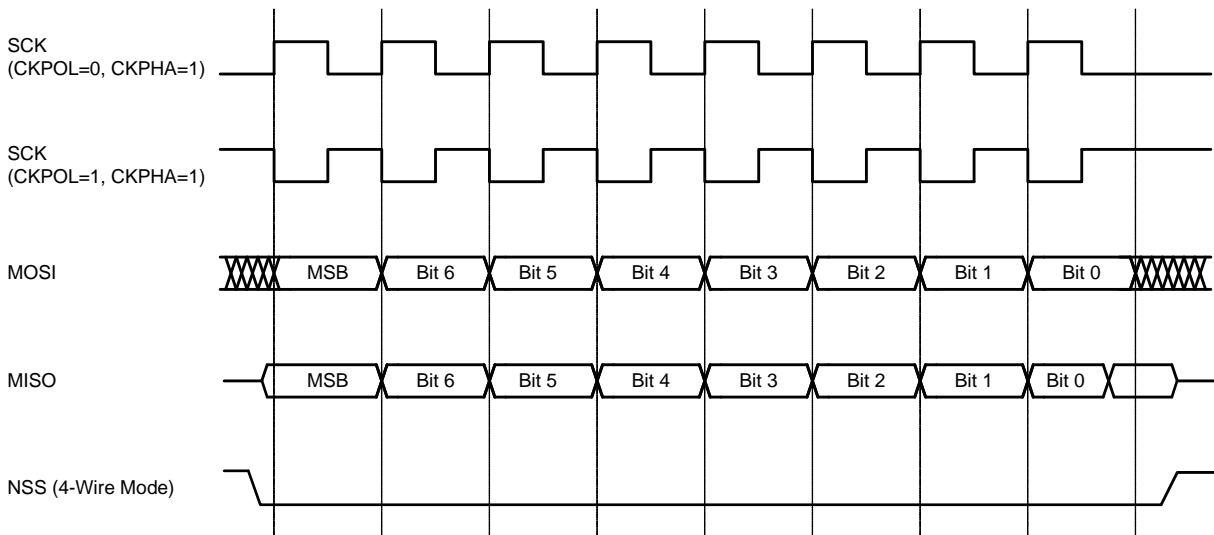 SCK
(CKPOL=0, CKPHA=1)
SCK
(CKPOL=1, CKPHA=1)
MOSI
MSB Bit 6 Bit 5 Bit 4 Bit 3 Bit 2 Bit 1 Bit 0
MISO
MSB Bit 6 Bit 5 Bit 4 Bit 3 Bit 2 Bit 1 Bit 0
NSS (4-Wire Mode)